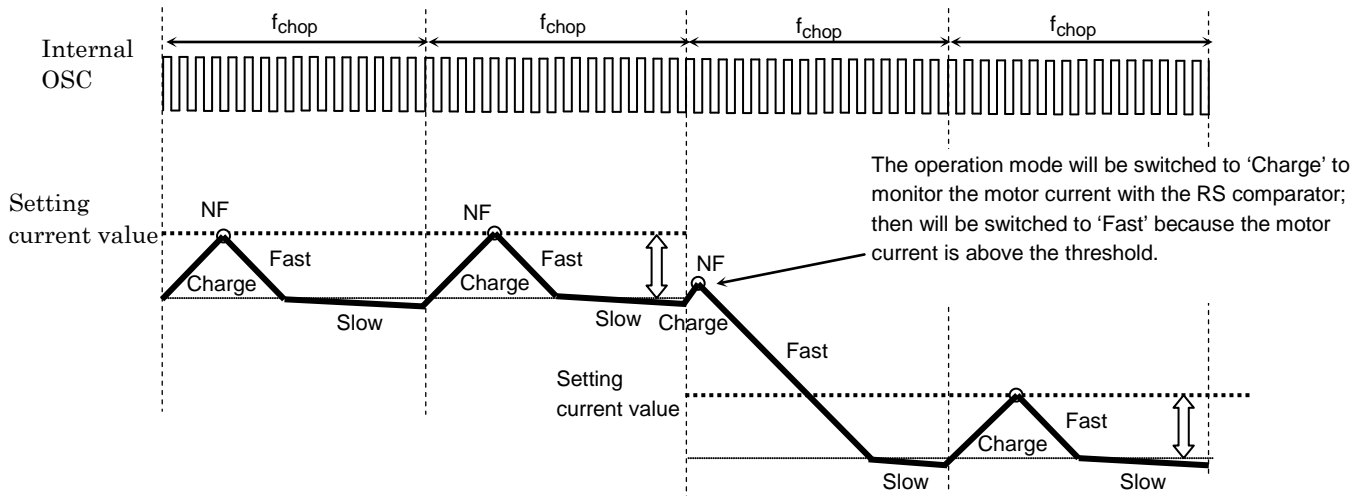 fchop
fchop
fchop
fchop
Internal
OSC
The operation mode will be switched to ‘Charge’ to
monitor the motor current with the RS comparator;
then will be switched to ‘Fast’ because the motor
current is above the threshold.
Setting
current value
NF
NF
NF
Fast
Fast
Charge
Charge
Slow
Slow
Charge
Fast
Setting
current value
Fast
Charge
Slow
Slow